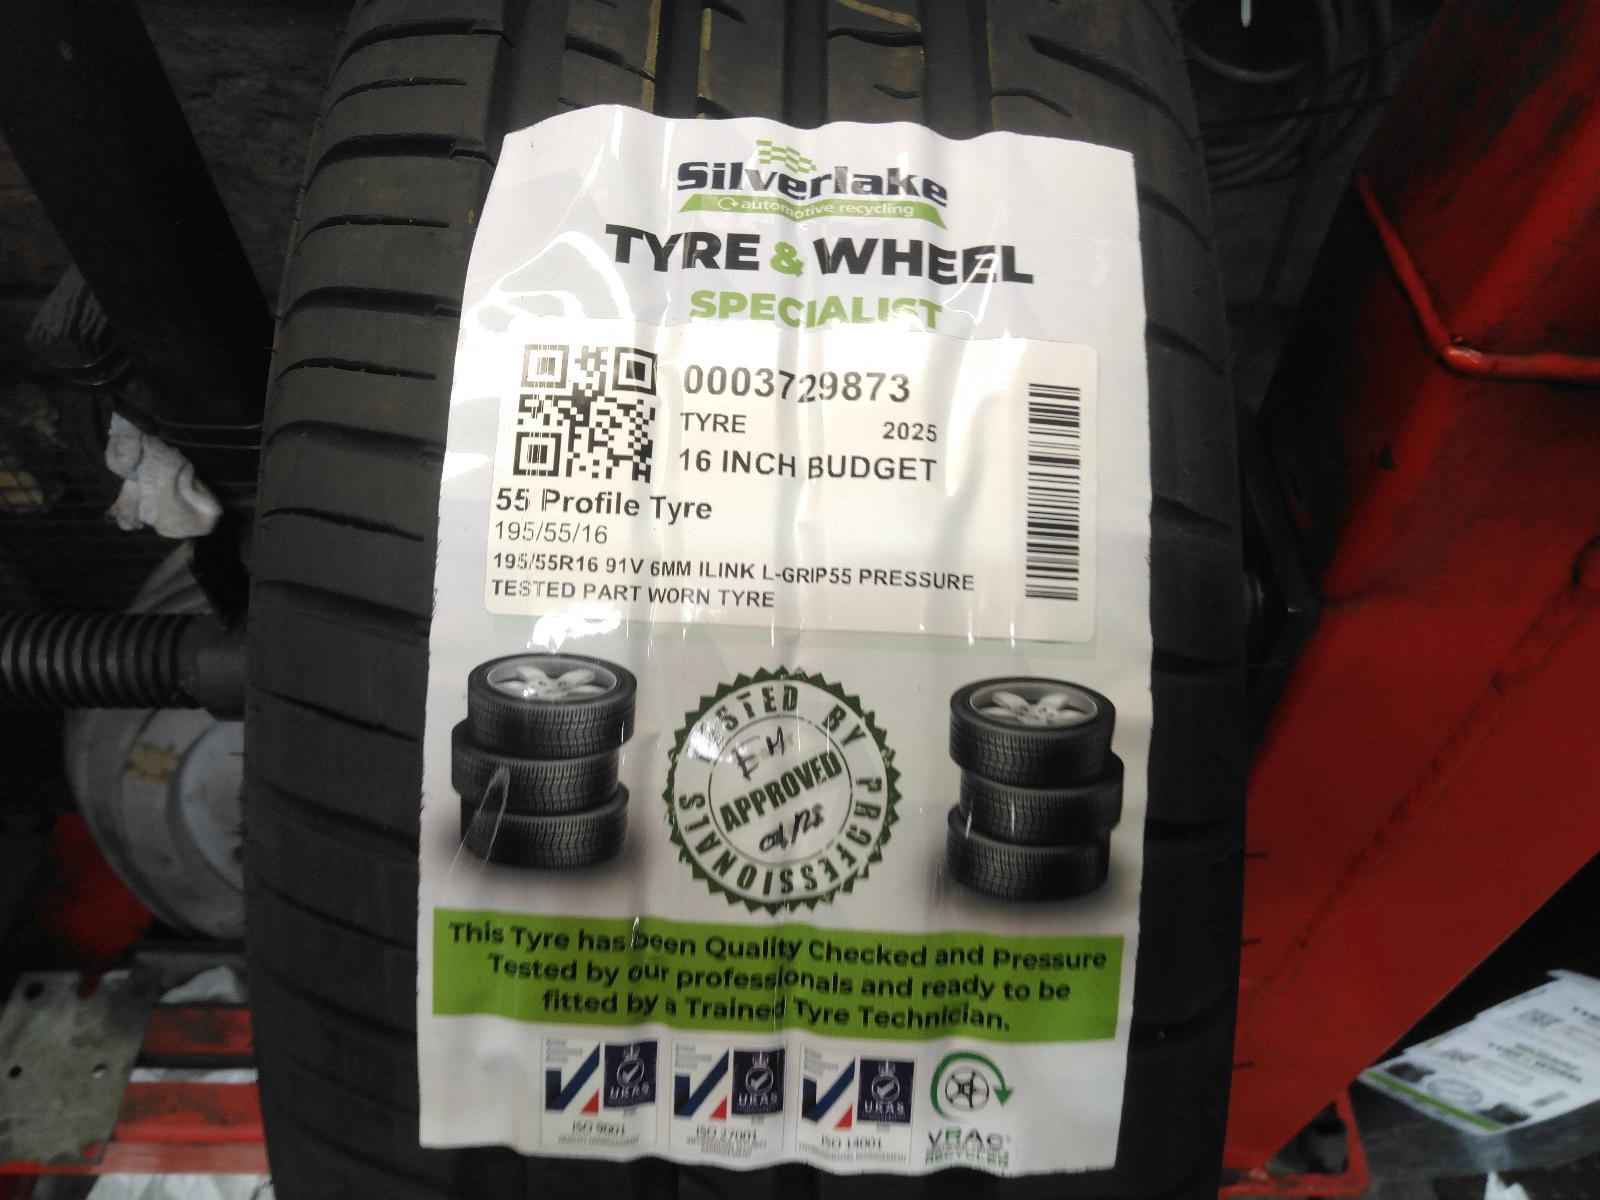 Silverlake
automotive recycling
TYRE & WHEEL
SPECIALIST
0003729873
TYRE 2025
16 INCH BUDGET
55 Profile Tyre
195/55/16
195/55R16 91V 6MM ILINK L-GRIP55 PRESSURE
TESTED PART WORN TYRE
TESTED BY PROFESSIONALS
EH
APPROVED
This Tyre has been Quality Checked and Pressure
Tested by our professionals and ready to be
fitted by a Trained Tyre Technician.
UKAS UKAS UKAS
ISO 9001 ISO 27001 ISO 14001
VRAC
RECYCLER